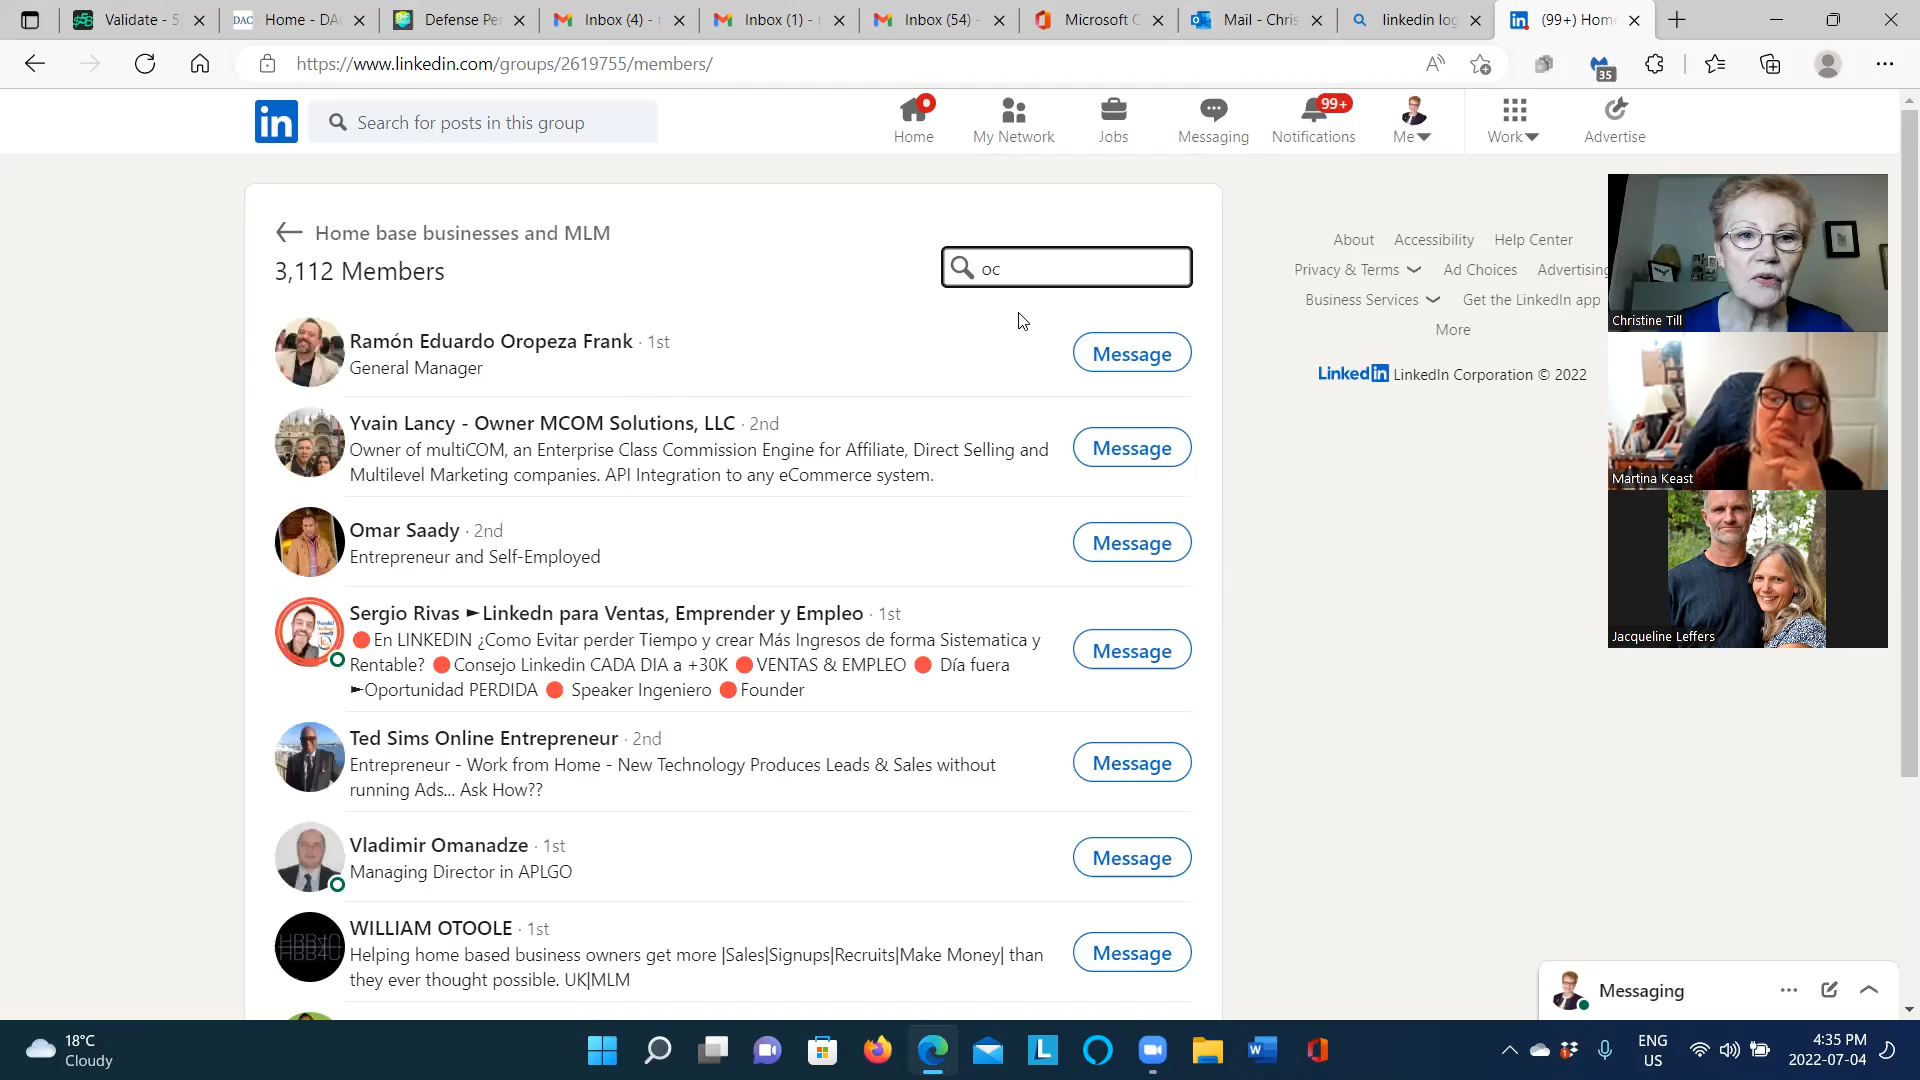 Validate - 5
Home - DA
Defense Pe
Inbox (4) -
Inbox (1) -
Inbox (54) -
Microsoft
Mail - Chris
linkedin log
(99+) Home
https://www.linkedin.com/groups/2619755/members/
35
in
Search for posts in this group
Home
My Network
Jobs
Messaging
99+
Notifications
Me
Work
Advertise
Home base businesses and MLM
3,112 Members
oc
Ramón Eduardo Oropeza Frank · 1st
General Manager
Message
Yvain Lancy - Owner MCOM Solutions, LLC · 2nd
Owner of multiCOM, an Enterprise Class Commission Engine for Affiliate, Direct Selling and
Multilevel Marketing companies. API Integration to any eCommerce system.
Message
Omar Saady · 2nd
Entrepreneur and Self-Employed
Message
Sergio Rivas ►Linkedn para Ventas, Emprender y Empleo · 1st
🔴En LINKEDIN ¿Como Evitar perder Tiempo y crear Más Ingresos de forma Sistematica y
Rentable? 🔴Consejo Linkedin CADA DIA a +30K 🔴VENTAS & EMPLEO 🔴 Día fuera
►Oportunidad PERDIDA 🔴 Speaker Ingeniero 🔴Founder
Message
Ted Sims Online Entrepreneur · 2nd
Entrepreneur - Work from Home - New Technology Produces Leads & Sales without
running Ads... Ask How??
Message
Vladimir Omanadze · 1st
Managing Director in APLGO
Message
WILLIAM OTOOLE · 1st
Helping home based business owners get more |Sales|Signups|Recruits|Make Money| than
they ever thought possible. UK|MLM
Message
About Accessibility Help Center
Privacy & Terms Ad Choices Advertising
Business Services Get the LinkedIn app
More
LinkedIn LinkedIn Corporation © 2022
Christine Till
Martina Keast
Jacqueline Leffers
Messaging
18°C
Cloudy
ENG
US
4:35 PM
2022-07-04